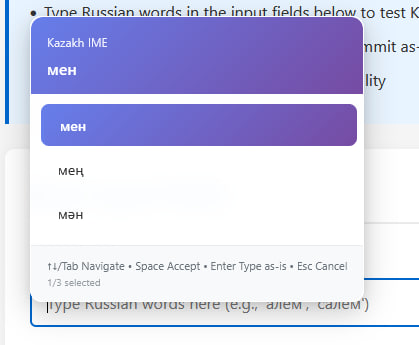 • Type Russian words in the input fields below to test K
mmit as-
lity
Kazakh IME
мен
мен
мең
мән
↑↓/Tab Navigate • Space Accept • Enter Type as-is • Esc Cancel
1/3 selected
Type Russian words here (e.g., 'алем', 'салем')